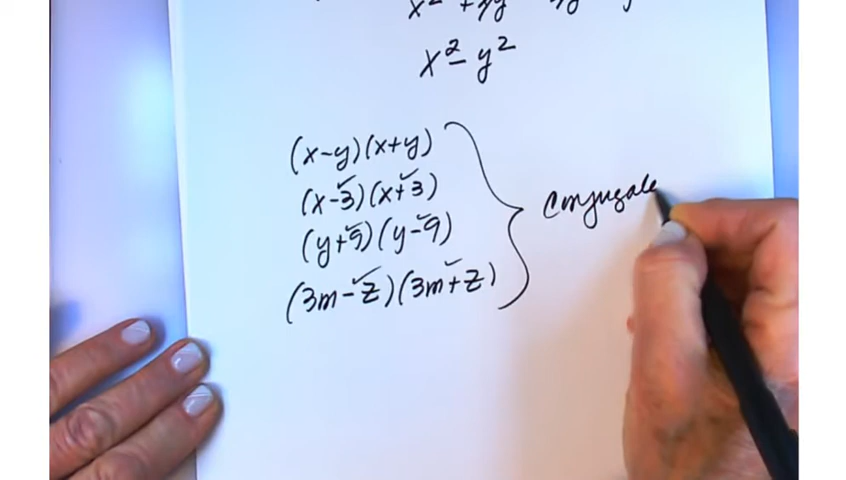 x² - y²
(x-y)(x+y)
(x-3)(x+3)
(y+9)(y-9)
(3m-z)(3m+z)
Conjugate